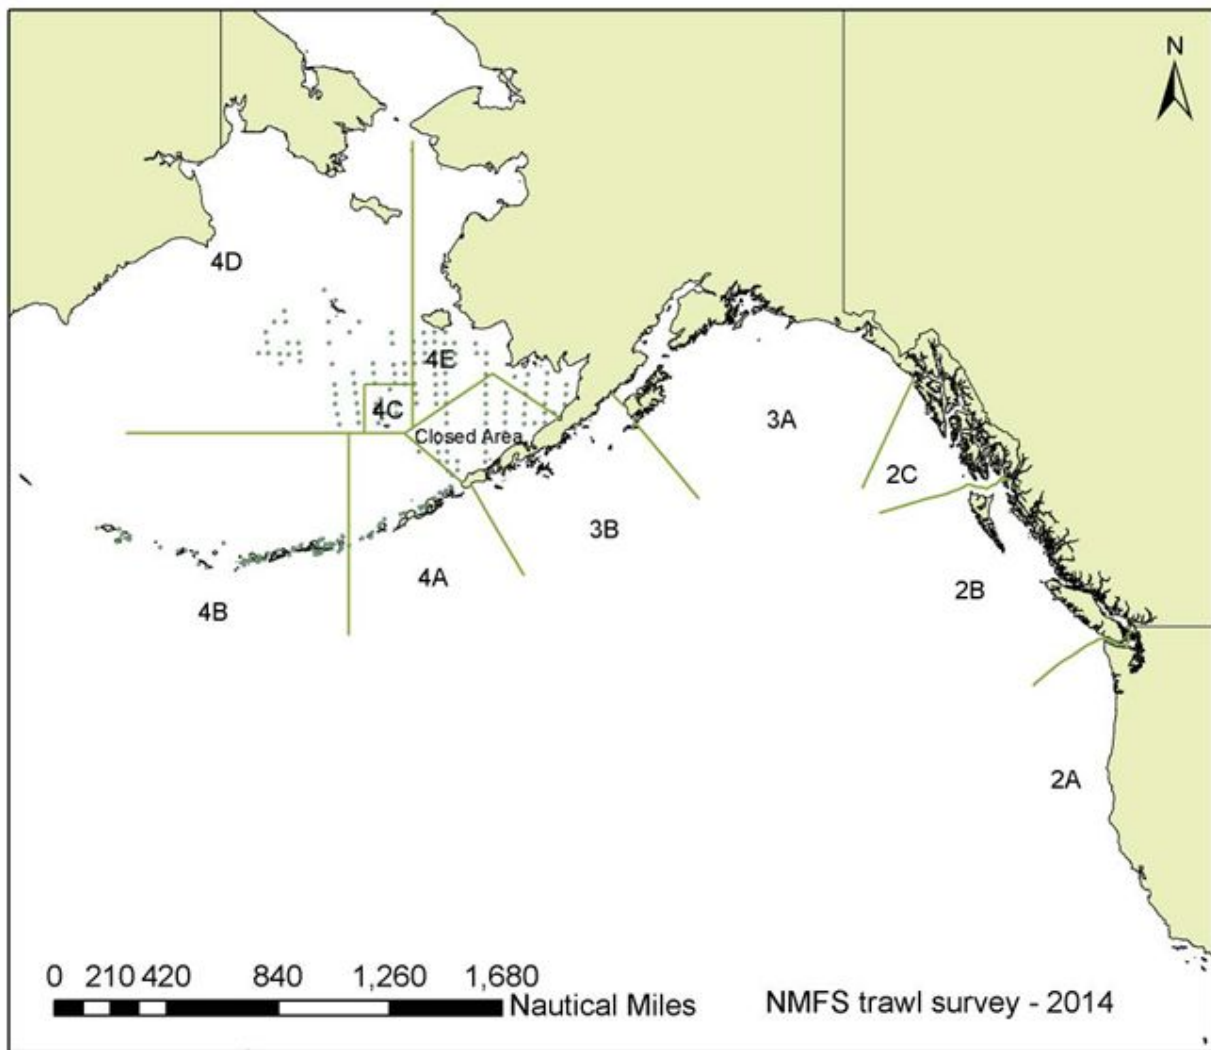 N
4D
4E
4C
Closed Area
3A
2C
3B
4A
4B
2B
2A
0 210 420 840 1,260 1,680
Nautical Miles
NMFS trawl survey - 2014